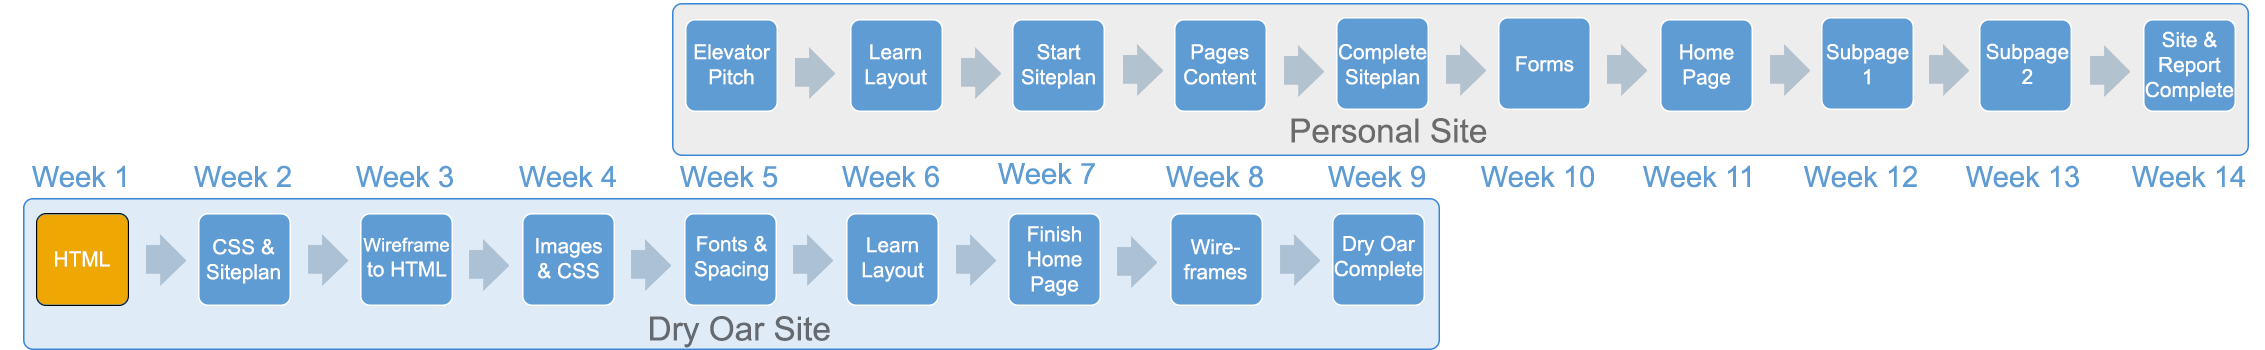 Elevator
Pitch
Learn
Layout
Start
Siteplan
Pages
Content
Complete
Siteplan
Forms
Home
Page
Subpage
1
Subpage
2
Site &
Report
Complete
Personal Site
Week 1
Week 2
Week 3
Week 4
Week 5
Week 6
Week 7
Week 8
Week 9
Week 10
Week 11
Week 12
Week 13
Week 14
HTML
CSS &
Siteplan
Wireframe
to HTML
Images
& CSS
Fonts &
Spacing
Learn
Layout
Finish
Home
Page
Wire-
frames
Dry Oar
Complete
Dry Oar Site